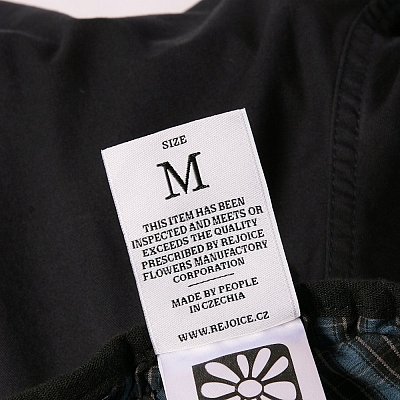 SIZE
M
THIS ITEM HAS BEEN
INSPECTED AND MEETS OR
EXCEEDS THE QUALITY
PRESCRIBED BY REJOICE
FLOWERS MANUFACTORY
CORPORATION
MADE BY PEOPLE
IN CZECHIA
WWW.REJOICE.CZ